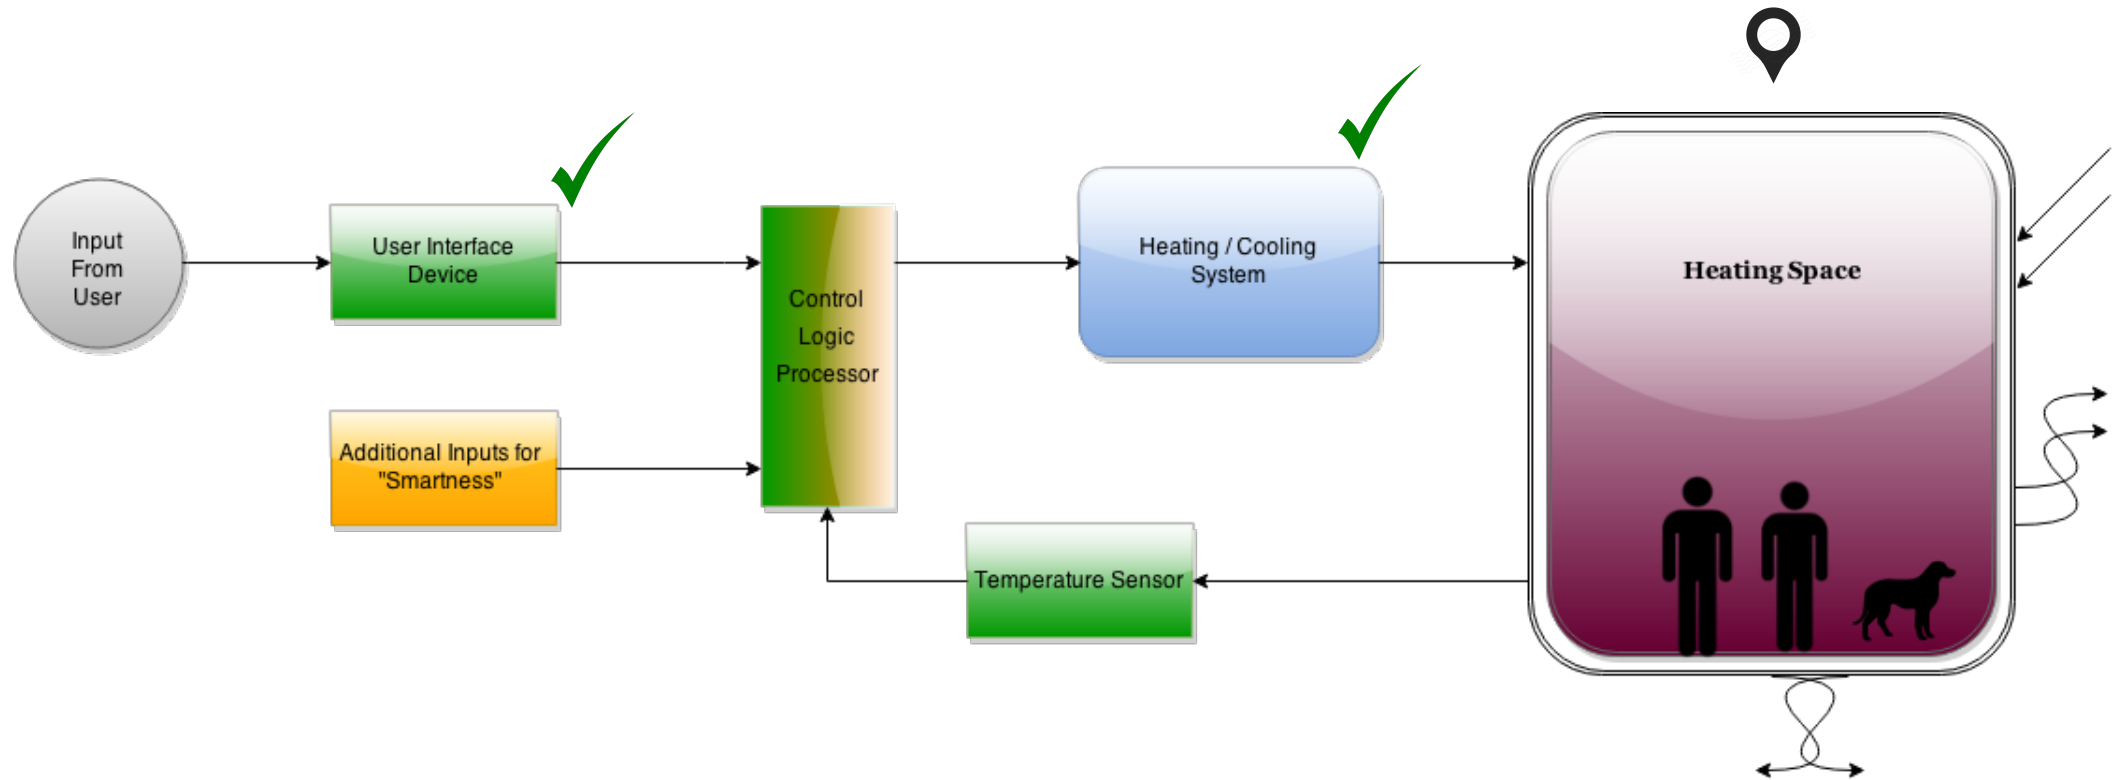 Input
From
User
User Interface
Device
Additional Inputs for
"Smartness"
Control
Logic
Processor
Heating / Cooling
System
Temperature Sensor
Heating Space